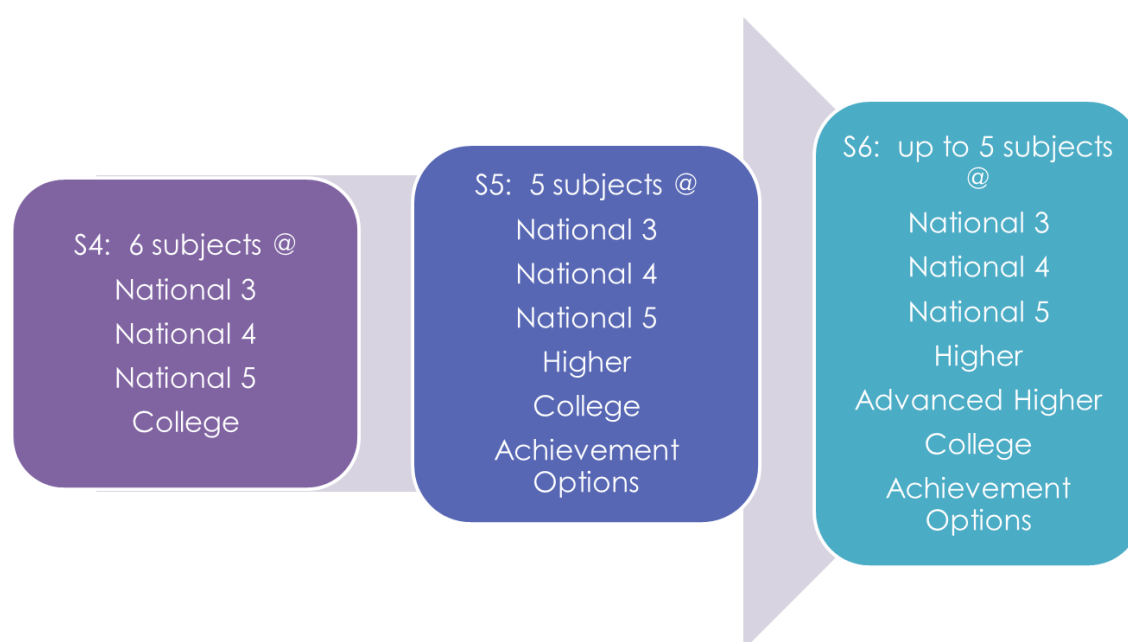 S4: 6 subjects @
National 3
National 4
National 5
College
S5: 5 subjects @
National 3
National 4
National 5
Higher
College
Achievement
Options
S6: up to 5 subjects
@
National 3
National 4
National 5
Higher
Advanced Higher
College
Achievement
Options